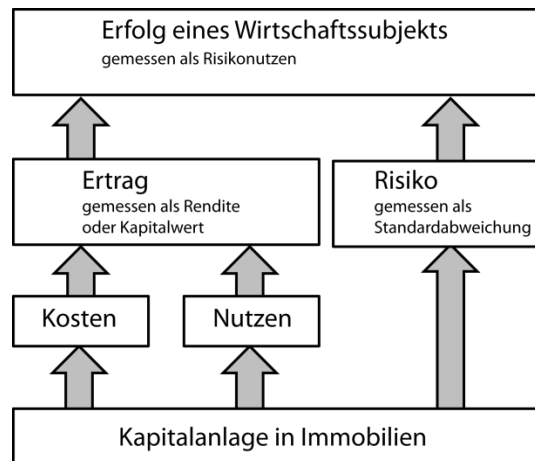 Erfolg eines Wirtschaftssubjekts
gemessen als Risikonutzen
Ertrag
gemessen als Rendite
oder Kapitalwert
Risiko
gemessen als
Standardabweichung
Kosten
Nutzen
Kapitalanlage in Immobilien